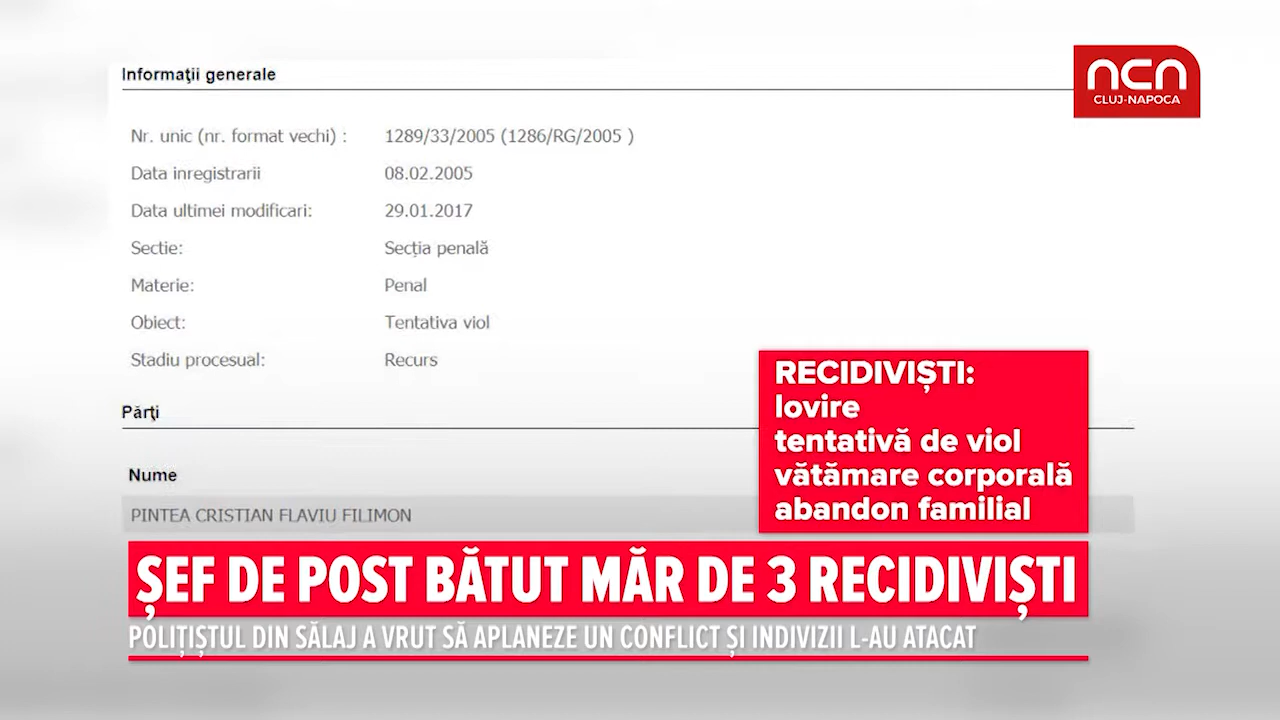 Informaţii generale
ncn
CLUJ-NAPOCA
Nr. unic (nr. format vechi) : 1289/33/2005 (1286/RG/2005 )
Data inregistrarii 08.02.2005
Data ultimei modificari: 29.01.2017
Sectie: Secția penală
Materie: Penal
Obiect: Tentativa viol
Stadiu procesual: Recurs
Părţi
Nume
PINTEA CRISTIAN FLAVIU FILIMON
RECIDIVIȘTI:
lovire
tentativă de viol
vătămare corporală
abandon familial
ȘEF DE POST BĂTUT MĂR DE 3 RECIDIVIȘTI
POLIȚIȘTUL DIN SĂLAJ A VRUT SĂ APLANEZE UN CONFLICT ȘI INDIVIZII L-AU ATACAT